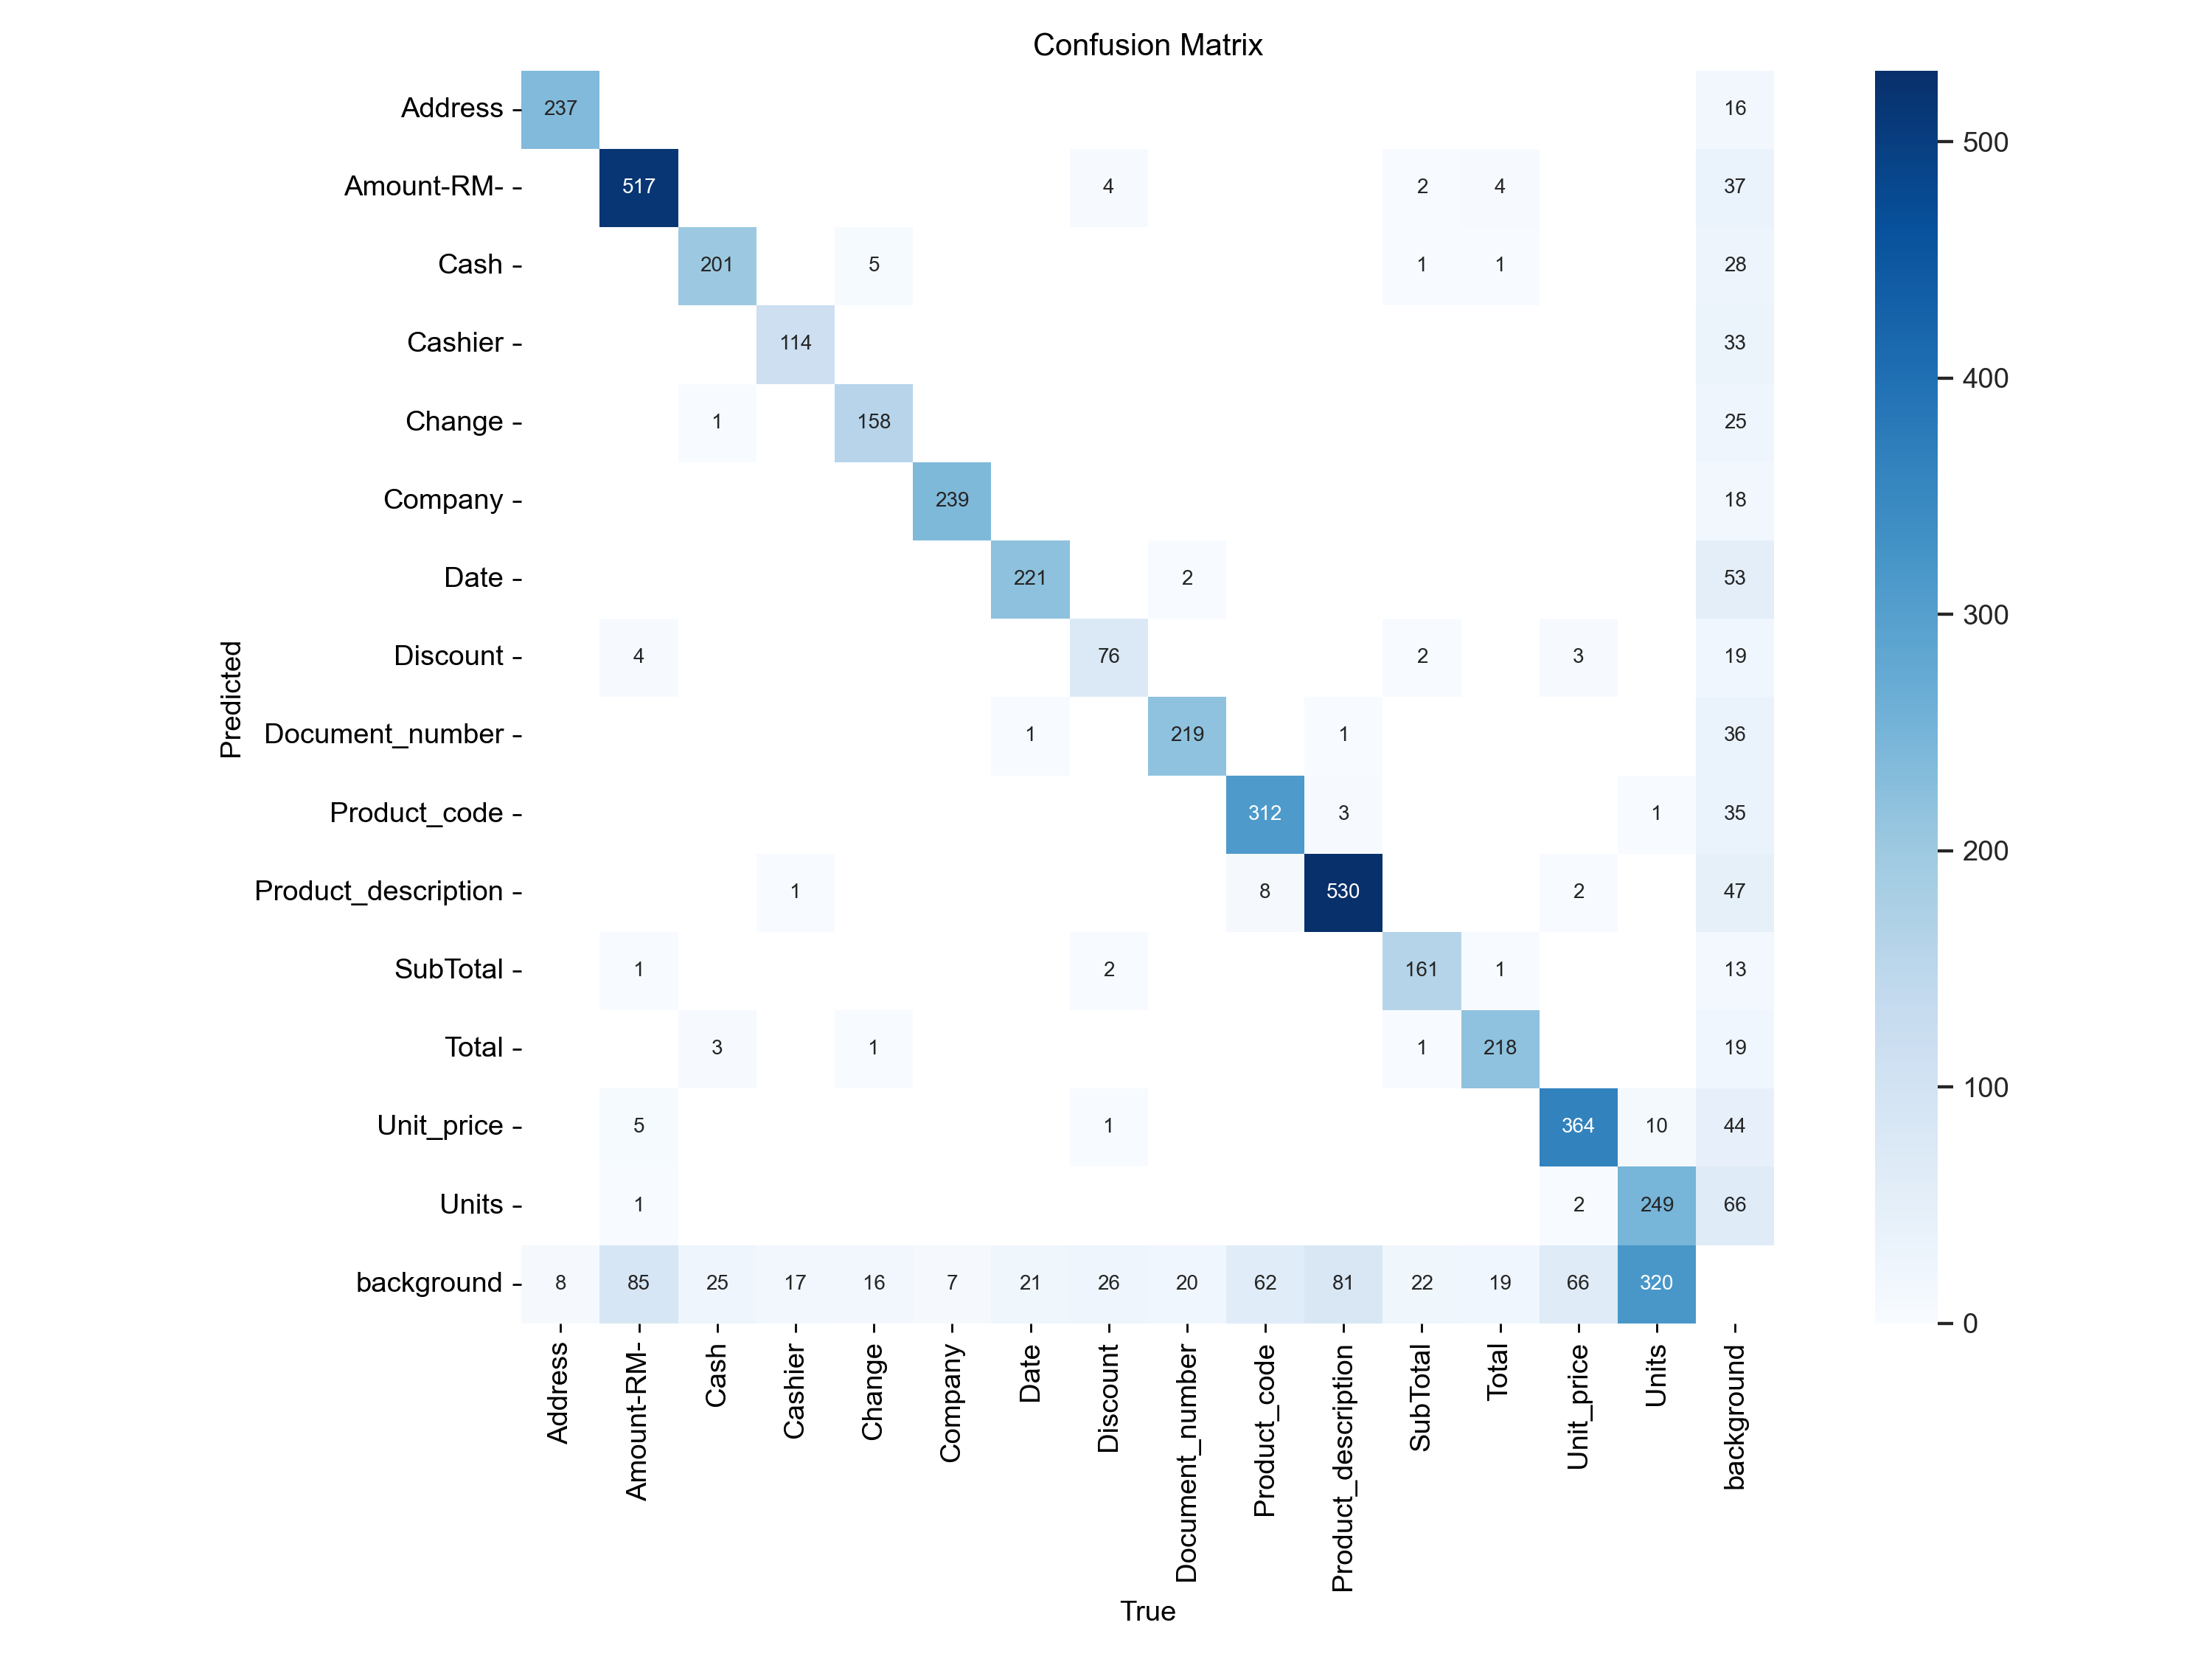 Confusion Matrix
Address 237 16
Amount-RM- 517 4 2 4 37
Cash 201 5 1 1 28
Cashier 114 33
Change 1 158 25
Company 239 18
Date 221 2 53
Discount 4 76 2 3 19
Document_number 1 219 1 36
Product_code 312 3 1 35
Product_description 1 8 530 2 47
SubTotal 1 2 161 1 13
Total 3 1 1 218 19
Unit_price 5 1 364 10 44
Units 1 2 249 66
background 8 85 25 17 16 7 21 26 20 62 81 22 19 66 320
Predicted
Address
Amount-RM-
Cash
Cashier
Change
Company
Date
Discount
Document_number
Product_code
Product_description
SubTotal
Total
Unit_price
Units
background
True
500
400
300
200
100
0